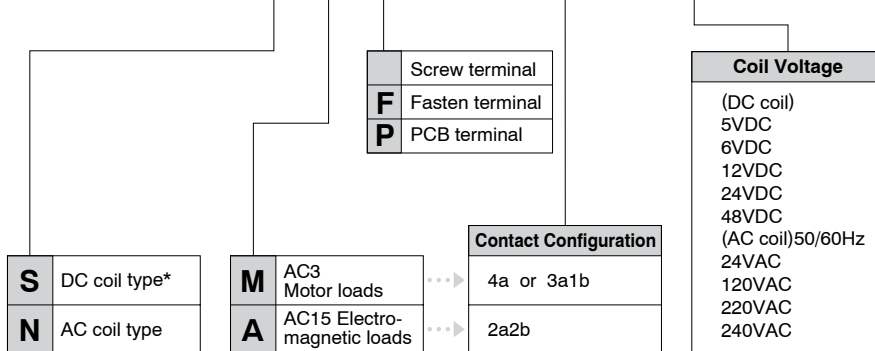 Screw terminal
F Fasten terminal
P PCB terminal
Coil Voltage
(DC coil)
5VDC
6VDC
12VDC
24VDC
48VDC
(AC coil)50/60Hz
24VAC
120VAC
220VAC
240VAC
Contact Configuration
S DC coil type*
N AC coil type
M AC3
Motor loads
4a or 3a1b
A AC15 Electro-
magnetic loads
2a2b